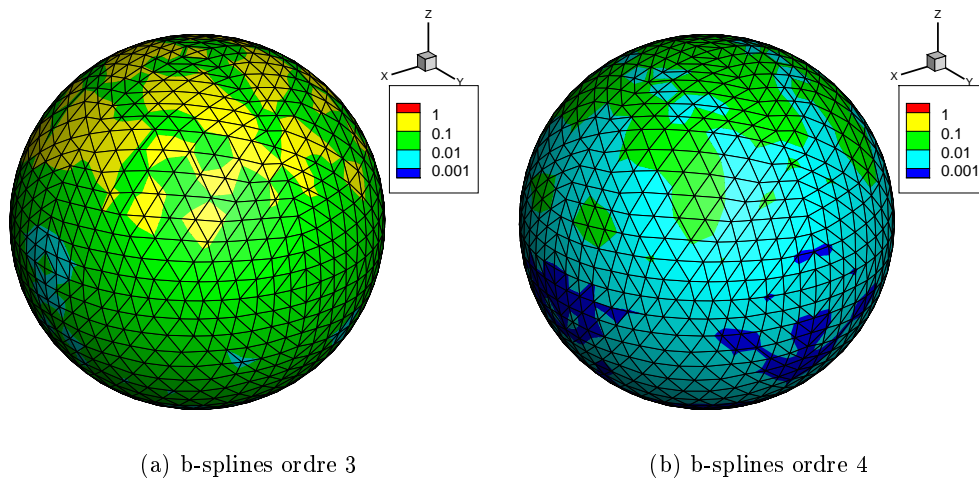 Z
X
Y
1
0.1
0.01
0.001
Z
X
Y
1
0.1
0.01
0.001
(a) b-splines ordre 3
(b) b-splines ordre 4